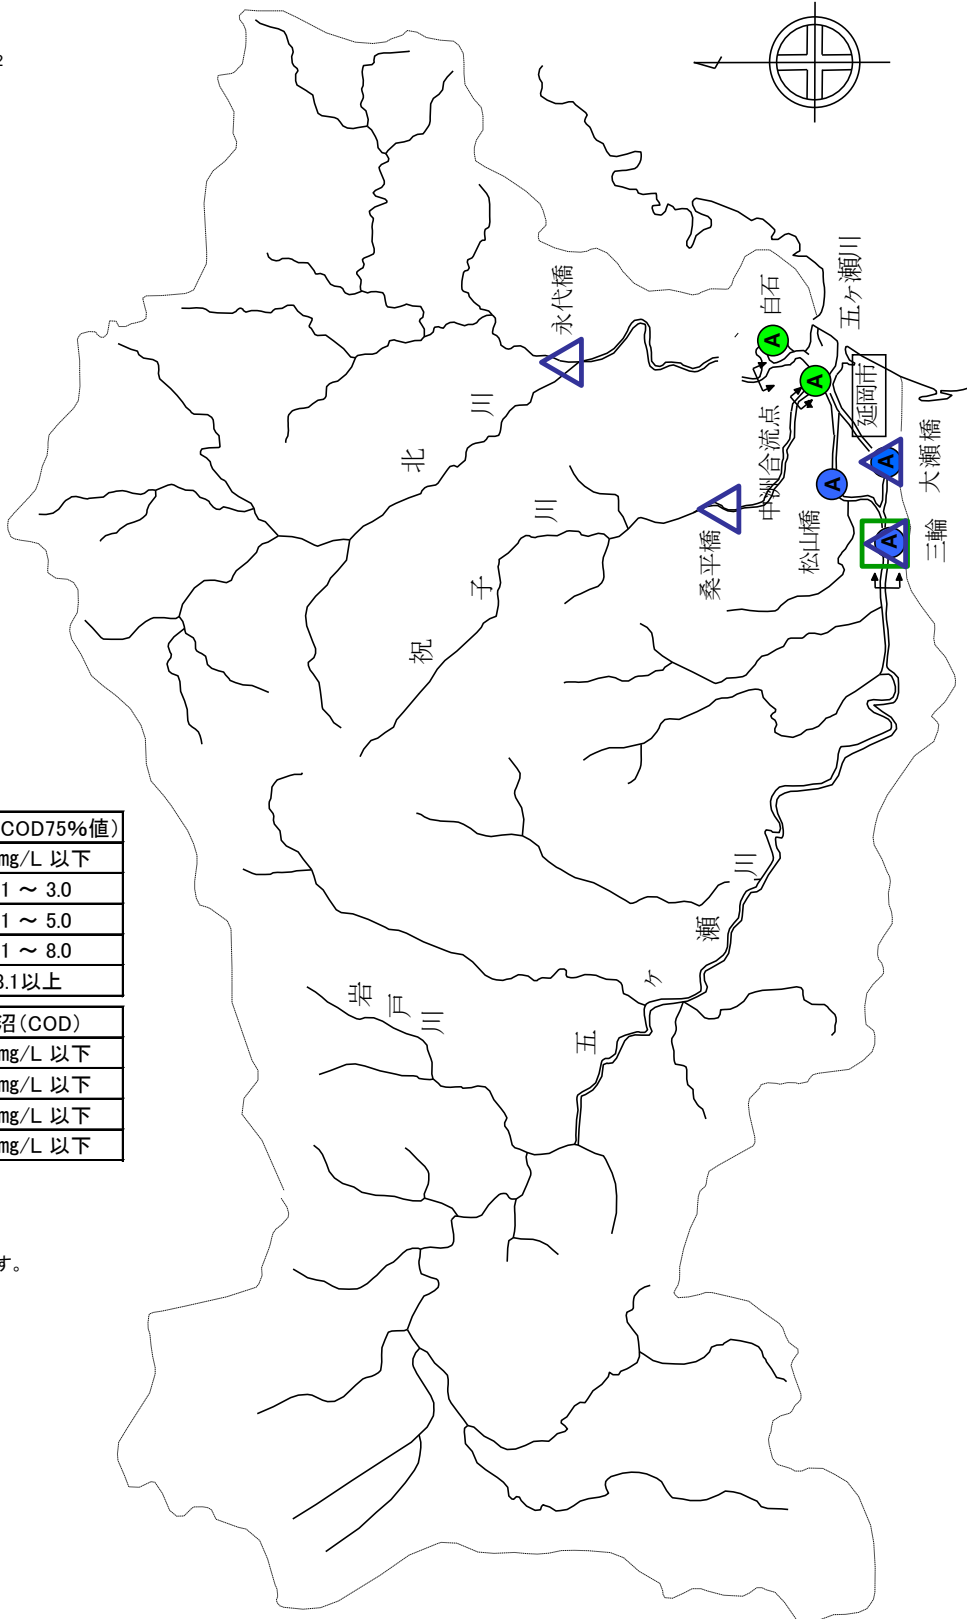 2
永代橋
白石
五ヶ瀬川
延岡市
大瀬橋
三輪
中洲合流点
松山橋
桑平橋
北川
祝子川
岩戸川
五ヶ瀬川
A
A
A
A
A
COD75%値)
mg/L 以下
1 ～ 3.0
1 ～ 5.0
1 ～ 8.0
8.1以上
沼(COD)
mg/L 以下
mg/L 以下
mg/L 以下
mg/L 以下
す。